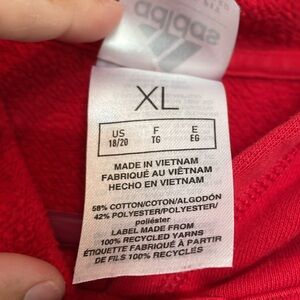 adidas
XL
US F E
18/20 TG EG
MADE IN VIETNAM
FABRIQUÉ AU VIÊTNAM
HECHO EN VIETNAM
58% COTTON/COTON/ALGODÓN
42% POLYESTER/POLYESTER/
poliéster
LABEL MADE FROM
100% RECYCLED YARNS
ÉTIQUETTE FABRIQUÉE À PARTIR
DE FILS 100% RECYCLÉS